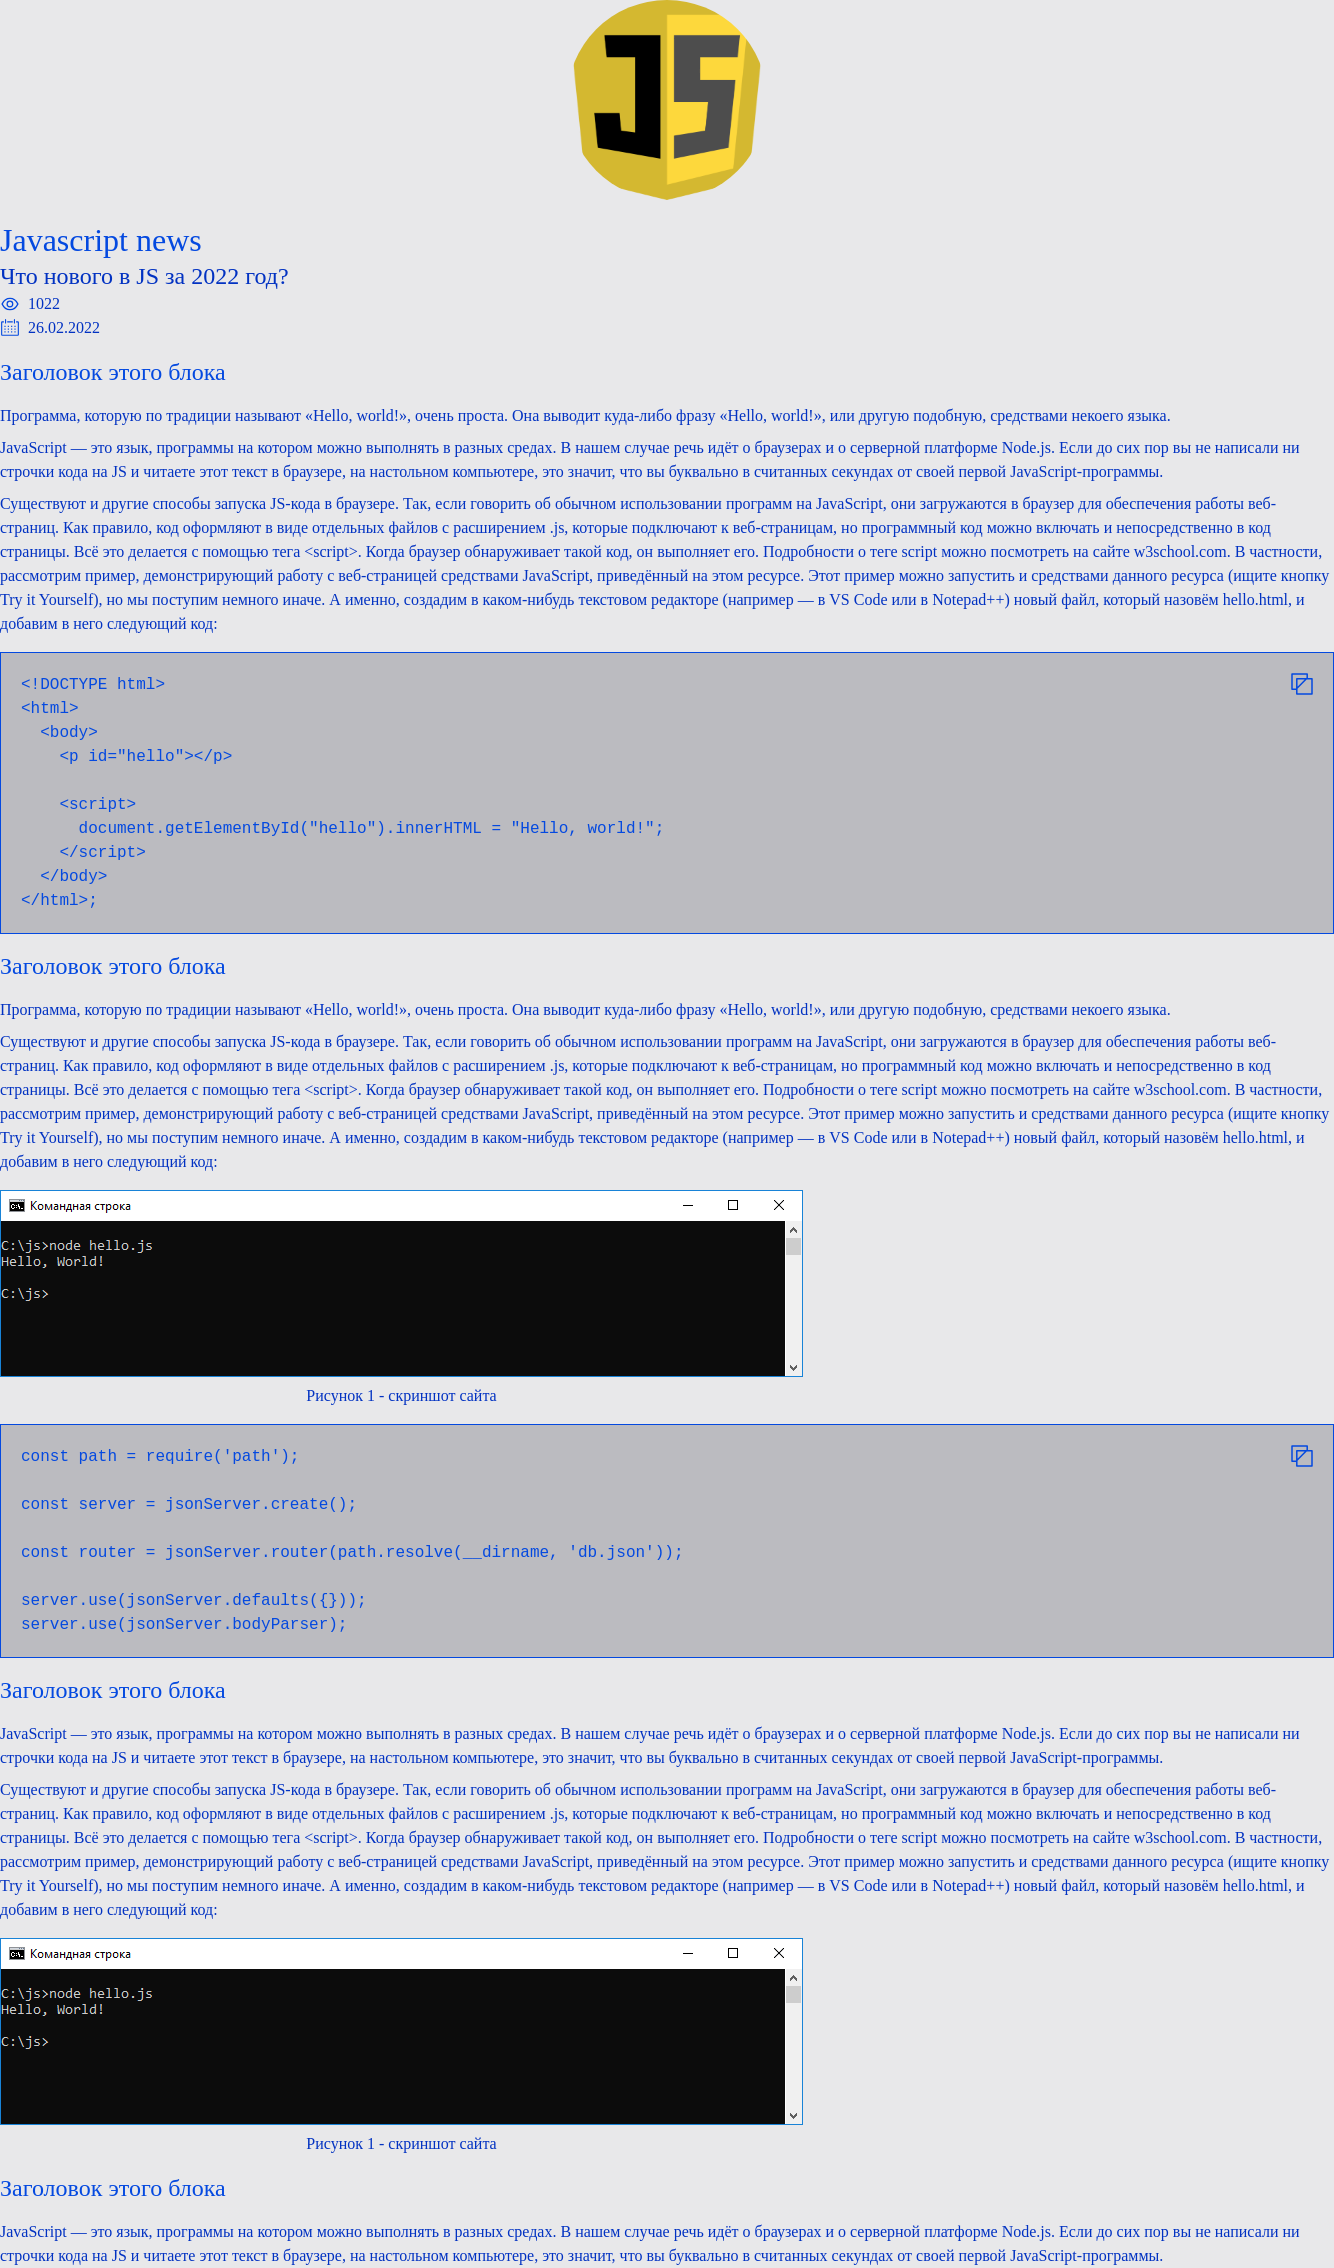 JS
Javascript news
Что нового в JS за 2022 год?
1022
26.02.2022
Заголовок этого блока
Программа, которую по традиции называют «Hello, world!», очень проста. Она выводит куда-либо фразу «Hello, world!», или другую подобную, средствами некоего языка.
JavaScript — это язык, программы на котором можно выполнять в разных средах. В нашем случае речь идёт о браузерах и о серверной платформе Node.js. Если до сих пор вы не написали ни
строчки кода на JS и читаете этот текст в браузере, на настольном компьютере, это значит, что вы буквально в считанных секундах от своей первой JavaScript-программы.
Существуют и другие способы запуска JS-кода в браузере. Так, если говорить об обычном использовании программ на JavaScript, они загружаются в браузер для обеспечения работы веб-
страниц. Как правило, код оформляют в виде отдельных файлов с расширением .js, которые подключают к веб-страницам, но программный код можно включать и непосредственно в код
страницы. Всё это делается с помощью тега <script>. Когда браузер обнаруживает такой код, он выполняет его. Подробности о теге script можно посмотреть на сайте w3school.com. В частности,
рассмотрим пример, демонстрирующий работу с веб-страницей средствами JavaScript, приведённый на этом ресурсе. Этот пример можно запустить и средствами данного ресурса (ищите кнопку
Try it Yourself), но мы поступим немного иначе. А именно, создадим в каком-нибудь текстовом редакторе (например — в VS Code или в Notepad++) новый файл, который назовём hello.html, и
добавим в него следующий код:
<!DOCTYPE html>
<html>
  <body>
    <p id="hello"></p>

    <script>
      document.getElementById("hello").innerHTML = "Hello, world!";
    </script>
  </body>
</html>;
Заголовок этого блока
Программа, которую по традиции называют «Hello, world!», очень проста. Она выводит куда-либо фразу «Hello, world!», или другую подобную, средствами некоего языка.
Существуют и другие способы запуска JS-кода в браузере. Так, если говорить об обычном использовании программ на JavaScript, они загружаются в браузер для обеспечения работы веб-
страниц. Как правило, код оформляют в виде отдельных файлов с расширением .js, которые подключают к веб-страницам, но программный код можно включать и непосредственно в код
страницы. Всё это делается с помощью тега <script>. Когда браузер обнаруживает такой код, он выполняет его. Подробности о теге script можно посмотреть на сайте w3school.com. В частности,
рассмотрим пример, демонстрирующий работу с веб-страницей средствами JavaScript, приведённый на этом ресурсе. Этот пример можно запустить и средствами данного ресурса (ищите кнопку
Try it Yourself), но мы поступим немного иначе. А именно, создадим в каком-нибудь текстовом редакторе (например — в VS Code или в Notepad++) новый файл, который назовём hello.html, и
добавим в него следующий код:
Командная строка
C:\js>node hello.js
Hello, World!
C:\js>
Рисунок 1 - скриншот сайта
const path = require('path');

const server = jsonServer.create();

const router = jsonServer.router(path.resolve(__dirname, 'db.json'));

server.use(jsonServer.defaults({}));
server.use(jsonServer.bodyParser);
Заголовок этого блока
JavaScript — это язык, программы на котором можно выполнять в разных средах. В нашем случае речь идёт о браузерах и о серверной платформе Node.js. Если до сих пор вы не написали ни
строчки кода на JS и читаете этот текст в браузере, на настольном компьютере, это значит, что вы буквально в считанных секундах от своей первой JavaScript-программы.
Существуют и другие способы запуска JS-кода в браузере. Так, если говорить об обычном использовании программ на JavaScript, они загружаются в браузер для обеспечения работы веб-
страниц. Как правило, код оформляют в виде отдельных файлов с расширением .js, которые подключают к веб-страницам, но программный код можно включать и непосредственно в код
страницы. Всё это делается с помощью тега <script>. Когда браузер обнаруживает такой код, он выполняет его. Подробности о теге script можно посмотреть на сайте w3school.com. В частности,
рассмотрим пример, демонстрирующий работу с веб-страницей средствами JavaScript, приведённый на этом ресурсе. Этот пример можно запустить и средствами данного ресурса (ищите кнопку
Try it Yourself), но мы поступим немного иначе. А именно, создадим в каком-нибудь текстовом редакторе (например — в VS Code или в Notepad++) новый файл, который назовём hello.html, и
добавим в него следующий код:
Командная строка
C:\js>node hello.js
Hello, World!
C:\js>
Рисунок 1 - скриншот сайта
Заголовок этого блока
JavaScript — это язык, программы на котором можно выполнять в разных средах. В нашем случае речь идёт о браузерах и о серверной платформе Node.js. Если до сих пор вы не написали ни
строчки кода на JS и читаете этот текст в браузере, на настольном компьютере, это значит, что вы буквально в считанных секундах от своей первой JavaScript-программы.